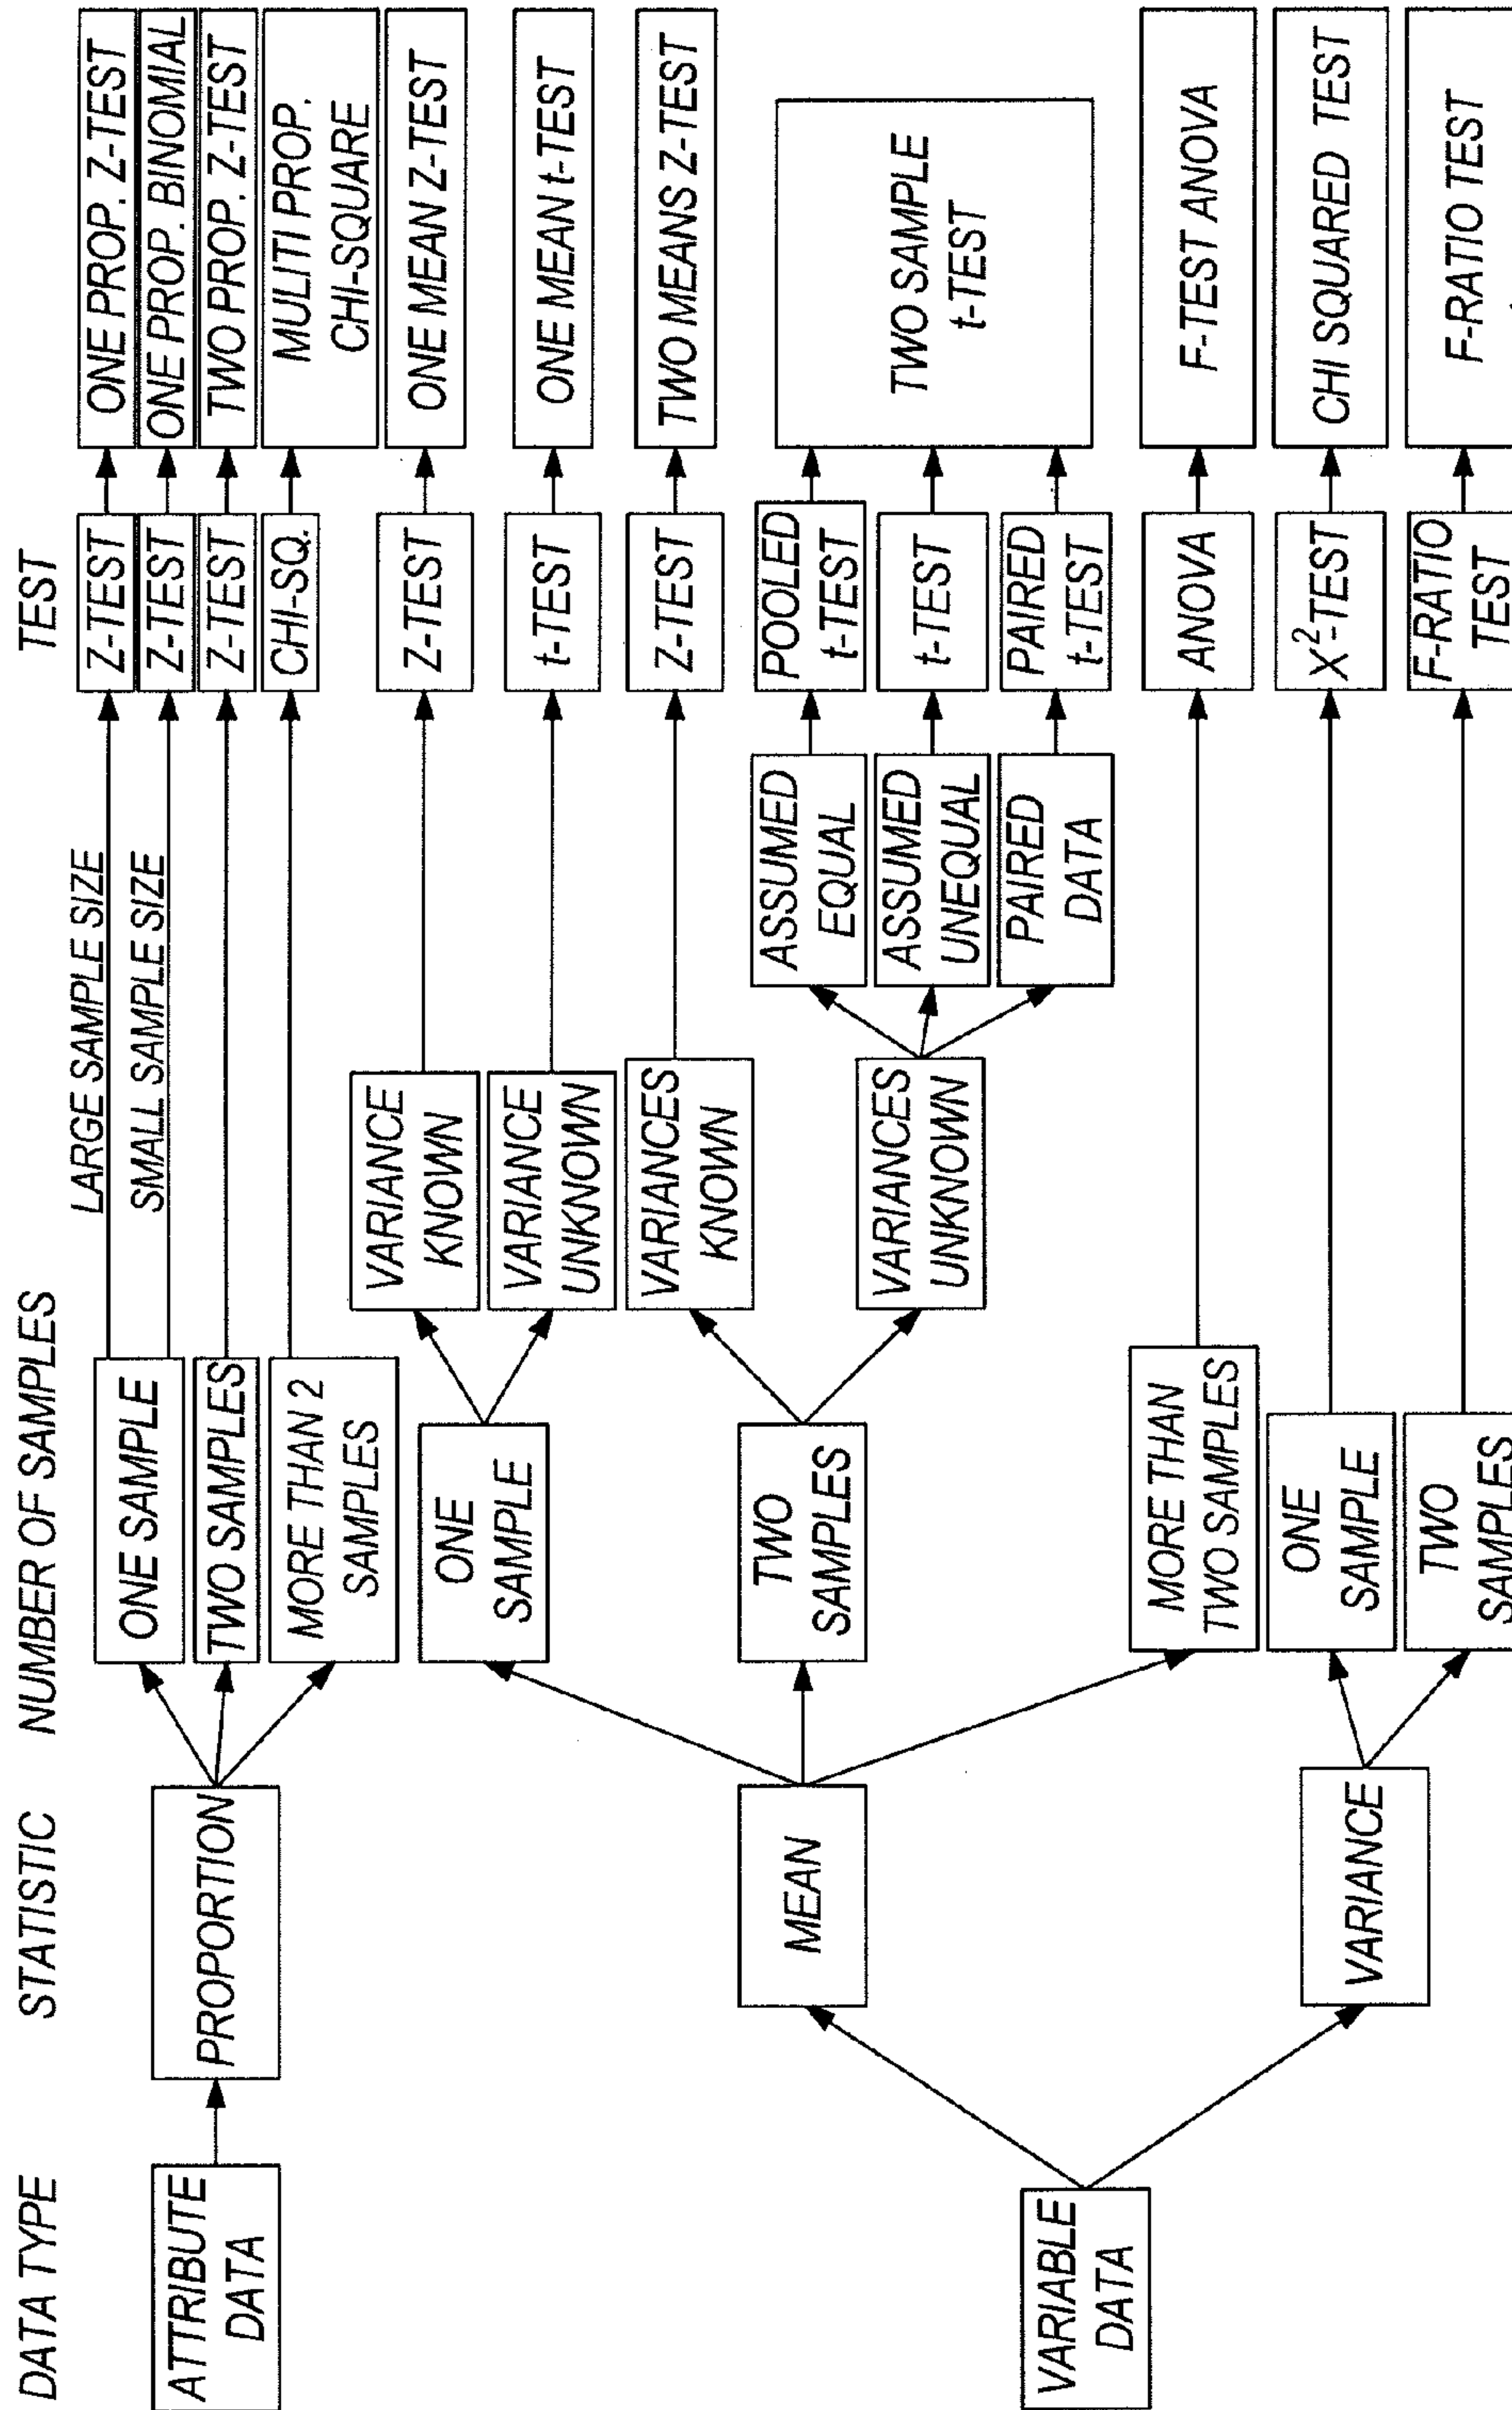 DATA TYPE
STATISTIC
NUMBER OF SAMPLES
TEST
ATTRIBUTE
DATA
PROPORTION
ONE SAMPLE
LARGE SAMPLE SIZE
Z-TEST
ONE PROP. Z-TEST
SMALL SAMPLE SIZE
Z-TEST
ONE PROP. BINOMIAL
TWO SAMPLES
Z-TEST
TWO PROP. Z-TEST
MORE THAN 2
SAMPLES
CHI-SQ.
MULITI PROP.
CHI-SQUARE
VARIABLE
DATA
MEAN
ONE
SAMPLE
VARIANCE
KNOWN
Z-TEST
ONE MEAN Z-TEST
VARIANCE
UNKNOWN
t-TEST
ONE MEAN t-TEST
TWO
SAMPLES
VARIANCES
KNOWN
Z-TEST
TWO MEANS Z-TEST
VARIANCES
UNKNOWN
ASSUMED
EQUAL
POOLED
t-TEST
ASSUMED
UNEQUAL
t-TEST
PAIRED
DATA
PAIRED
t-TEST
TWO SAMPLE
t-TEST
MORE THAN
TWO SAMPLES
ANOVA
F-TEST ANOVA
VARIANCE
ONE
SAMPLE
X²-TEST
CHI SQUARED TEST
TWO
SAMPLES
F-RATIO
TEST
F-RATIO TEST